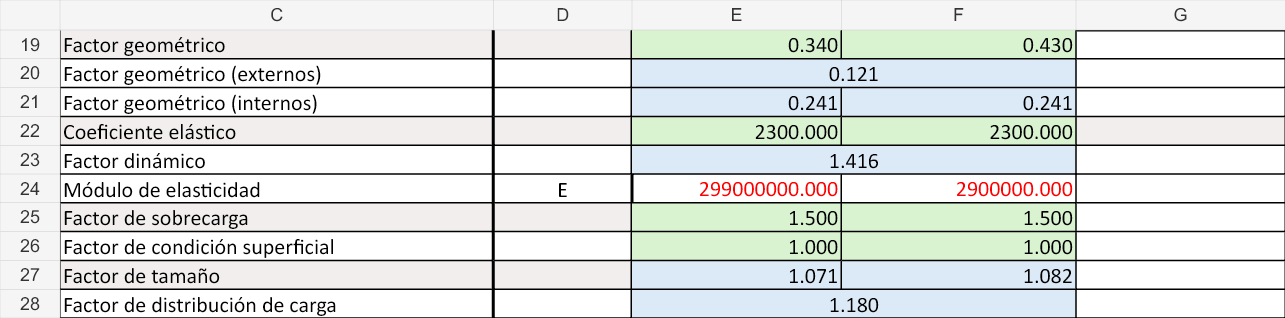 C D E F G
19 Factor geométrico 0.340 0.430
20 Factor geométrico (externos) 0.121
21 Factor geométrico (internos) 0.241 0.241
22 Coeficiente elástico 2300.000 2300.000
23 Factor dinámico 1.416
24 Módulo de elasticidad E 299000000.000 2900000.000
25 Factor de sobrecarga 1.500 1.500
26 Factor de condición superficial 1.000 1.000
27 Factor de tamaño 1.071 1.082
28 Factor de distribución de carga 1.180